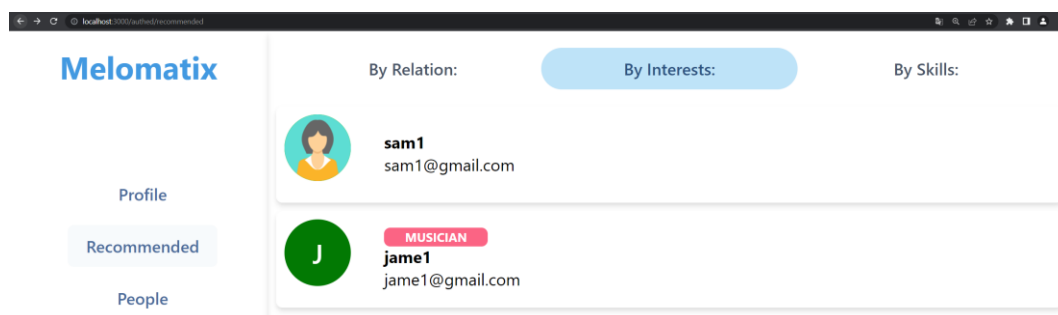 localhost:3000/authed/recommended
Melomatix
By Relation:
By Interests:
By Skills:
sam1
sam1@gmail.com
Profile
MUSICIAN
J
jame1
jame1@gmail.com
Recommended
People